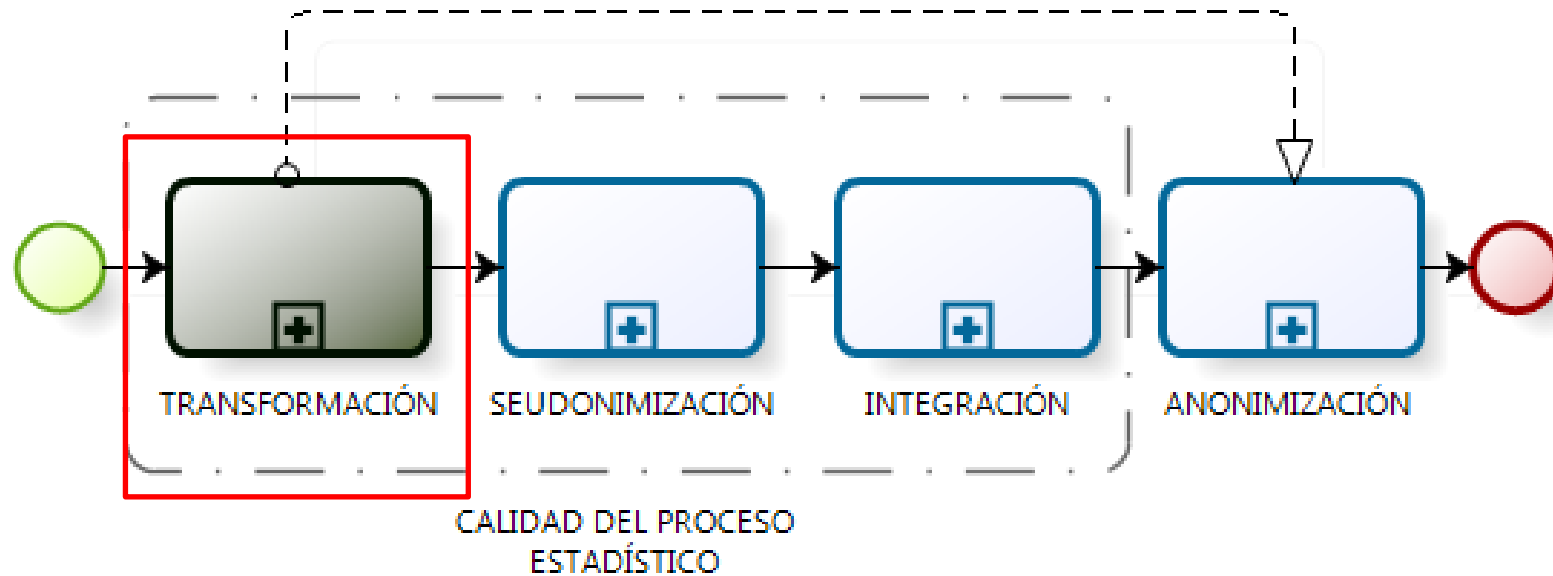 TRANSFORMACIÓN
SEUDONIMIZACIÓN
INTEGRACIÓN
ANONIMIZACIÓN
CALIDAD DEL PROCESO
ESTADÍSTICO